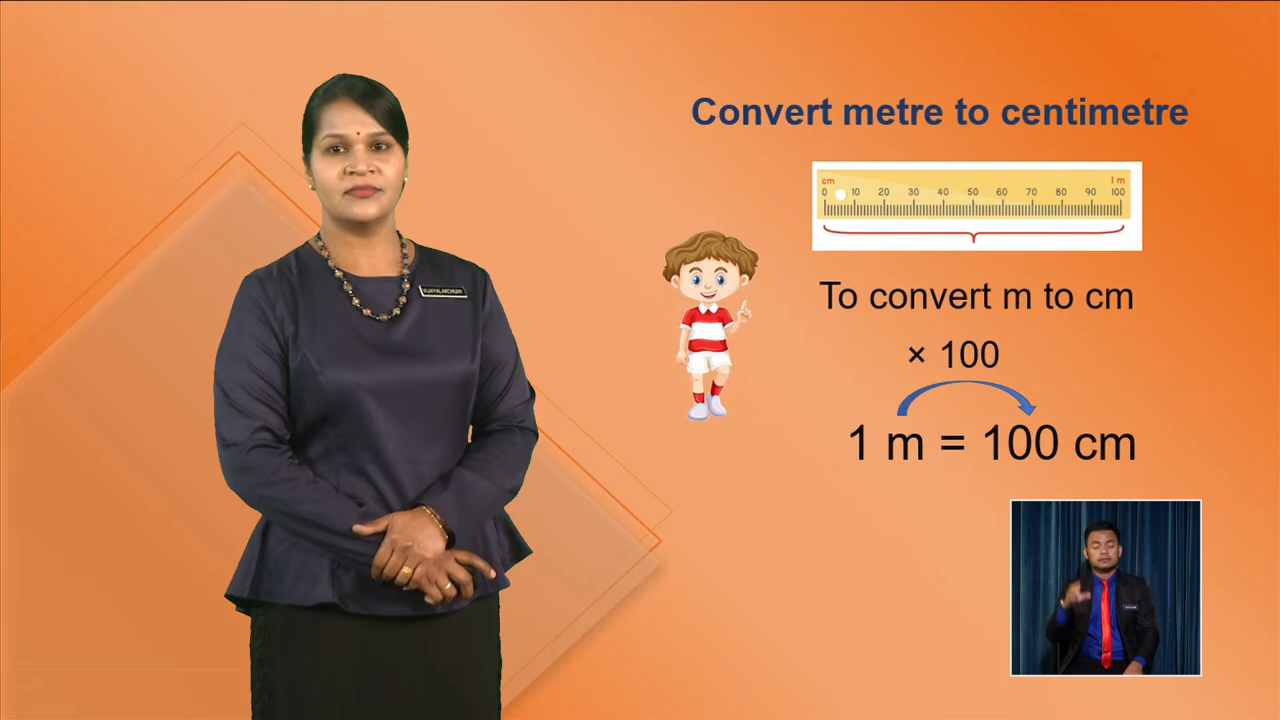 Convert metre to centimetre
cm 1 m
0 10 20 30 40 50 60 70 80 90 100
To convert m to cm
× 100
1 m = 100 cm